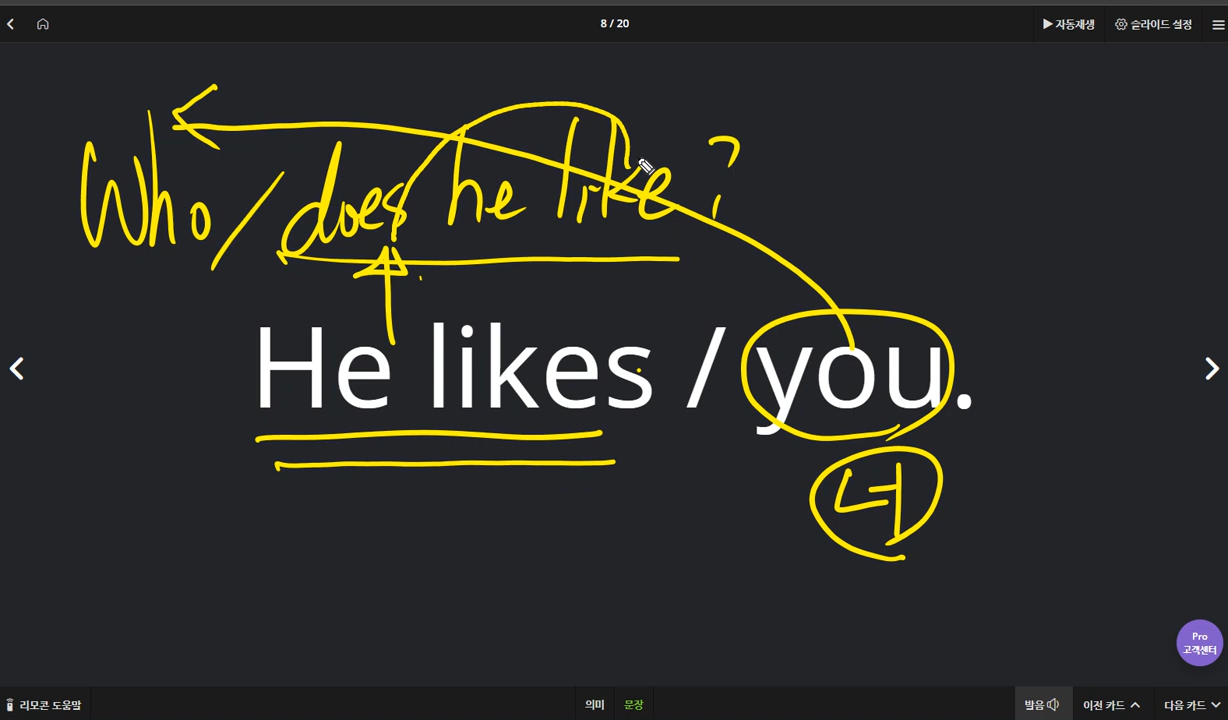 8 / 20
자동재생
슬라이드 설정
Who / does he like?
He likes / you.
너
Pro
고객센터
리모콘 도움말
의미
문장
발음
이전 카드
다음 카드